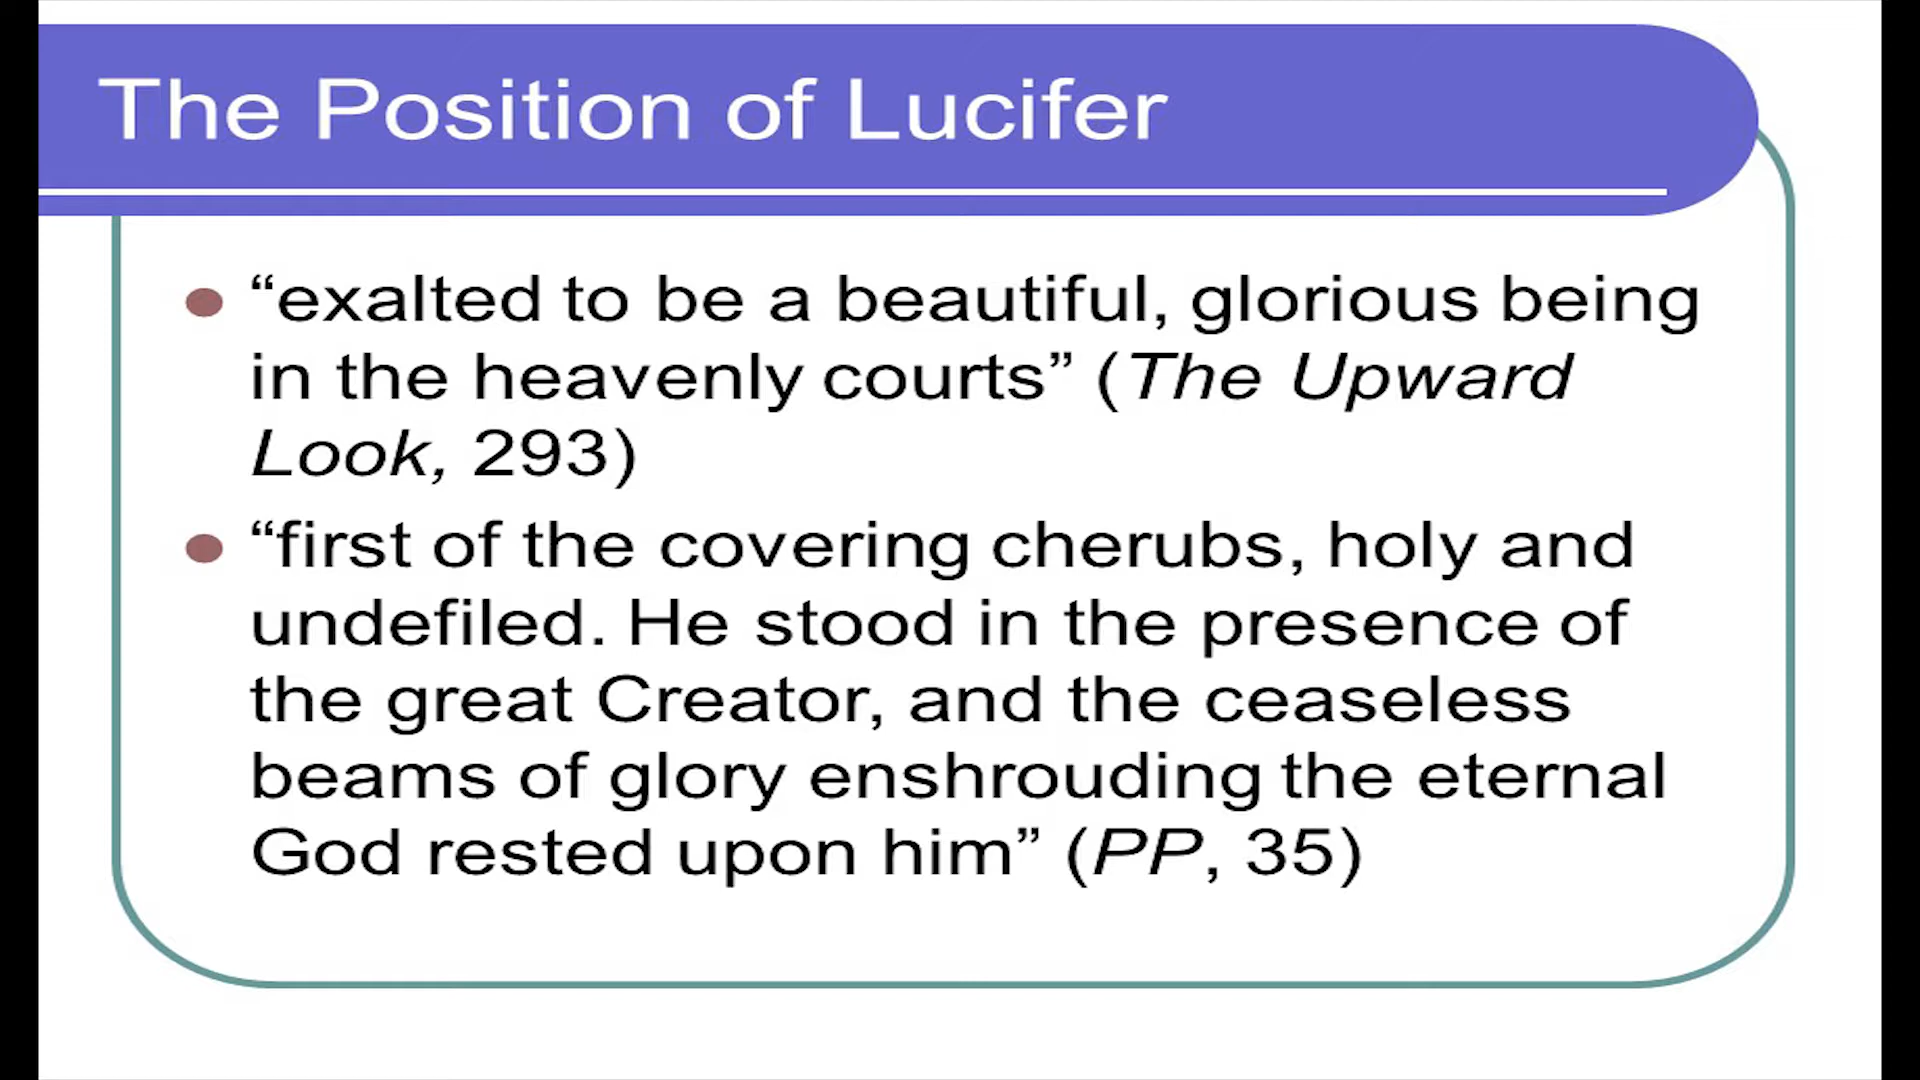 The Position of Lucifer
“exalted to be a beautiful, glorious being
in the heavenly courts” (The Upward
Look, 293)
“first of the covering cherubs, holy and
undefiled. He stood in the presence of
the great Creator, and the ceaseless
beams of glory enshrouding the eternal
God rested upon him” (PP, 35)